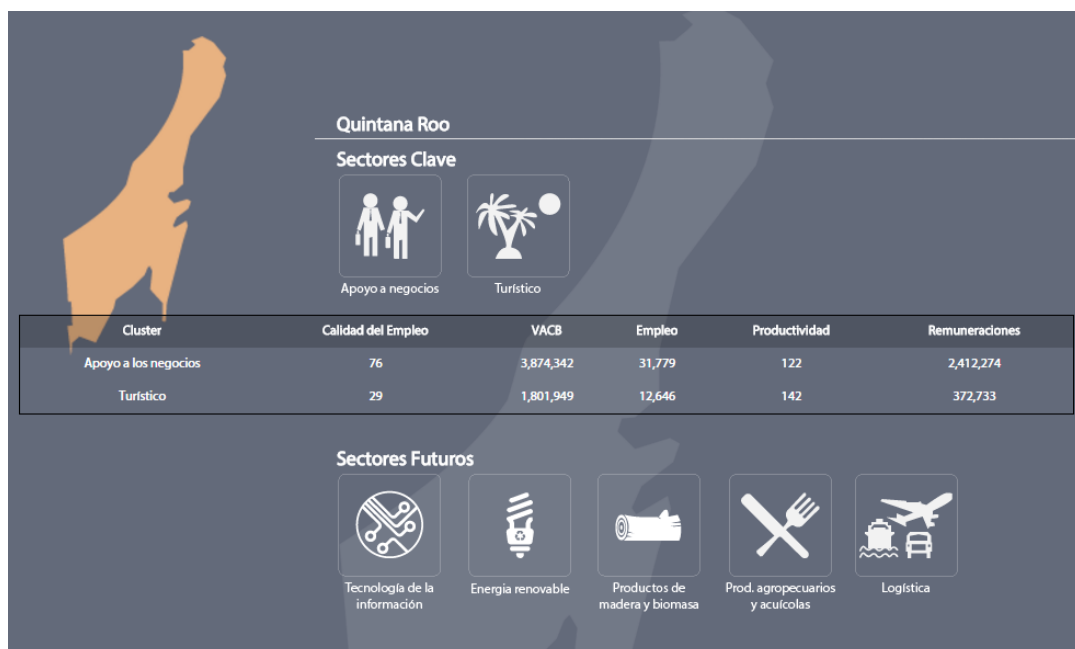 Quintana Roo
Sectores Clave
Apoyo a negocios
Turístico
Cluster Calidad del Empleo VACB Empleo Productividad Remuneraciones
Apoyo a los negocios 76 3,874,342 31,779 122 2,412,274
Turístico 29 1,801,949 12,646 142 372,733
Sectores Futuros
Tecnología de la
información
Energia renovable
Productos de
madera y biomasa
Prod. agropecuarios
y acuícolas
Logística